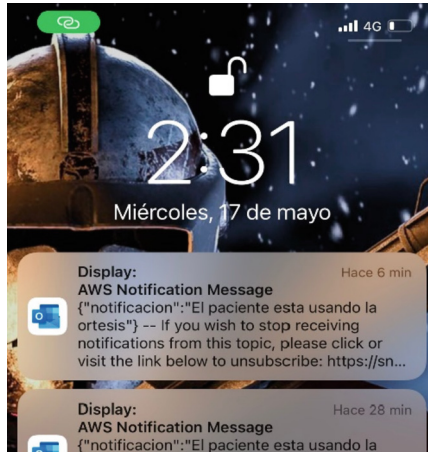 4G
2:31
Miércoles, 17 de mayo
Display:
Hace 6 min
AWS Notification Message
{"notificacion":"El paciente esta usando la
ortesis"} -- If you wish to stop receiving
notifications from this topic, please click or
visit the link below to unsubscribe: https://sn...
Display:
Hace 28 min
AWS Notification Message
{"notificacion":"El paciente esta usando la